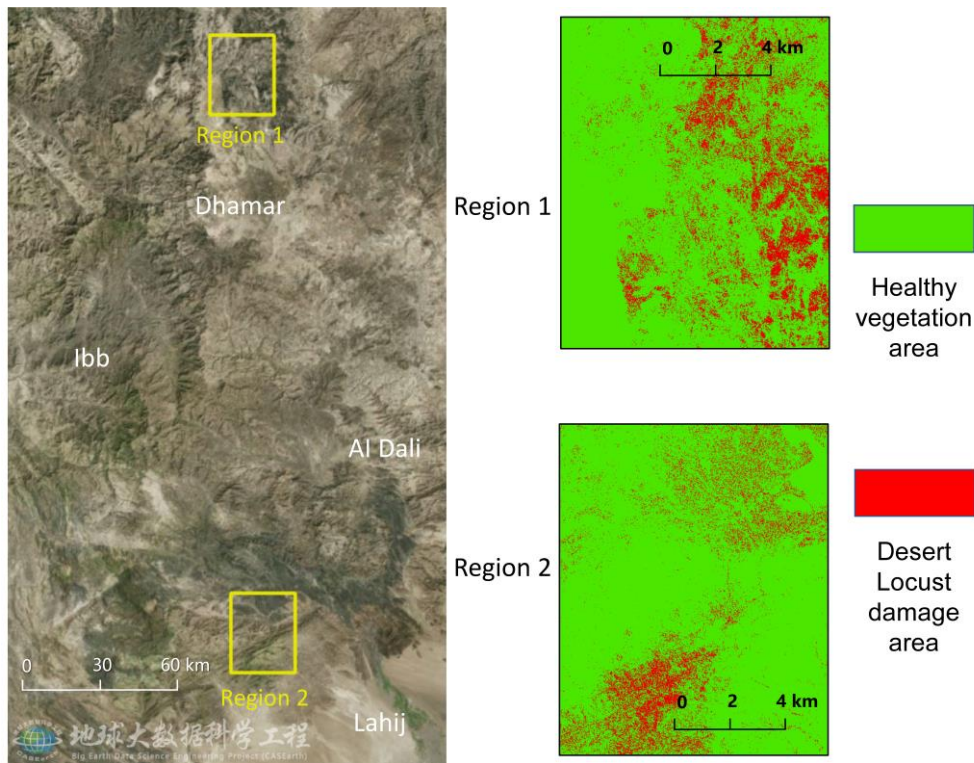 Region 1
Dhamar
Ibb
Al Dali
0 30 60 km
Region 2
Lahij
地球大数据科学工程
Big Earth Data Science Engineering Project (CASEarth)
CASEARTH
Region 1
0 2 4 km
Region 2
0 2 4 km
Healthy
vegetation
area
Desert
Locust
damage
area